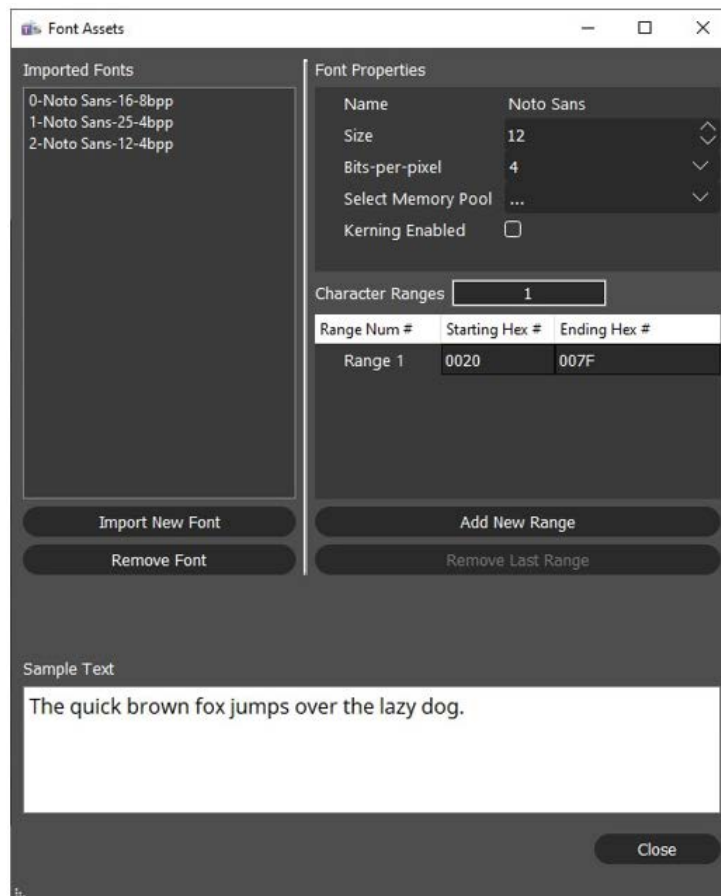 Font Assets
Imported Fonts
0-Noto Sans-16-8bpp
1-Noto Sans-25-4bpp
2-Noto Sans-12-4bpp
Import New Font
Remove Font
Font Properties
Name Noto Sans
Size 12
Bits-per-pixel 4
Select Memory Pool ...
Kerning Enabled
Character Ranges 1
Range Num # Starting Hex # Ending Hex #
Range 1 0020 007F
Add New Range
Remove Last Range
Sample Text
The quick brown fox jumps over the lazy dog.
Close